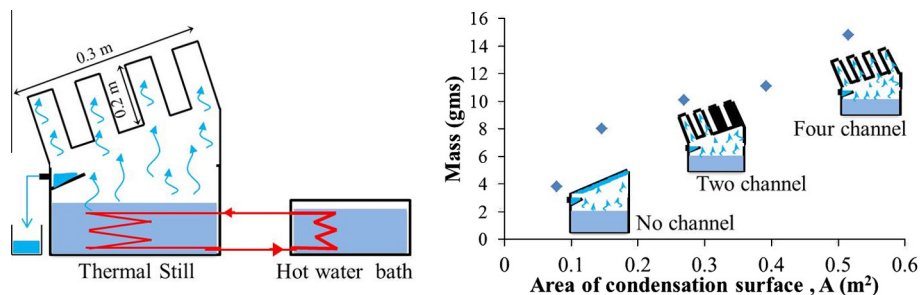 0.3 m
0.2 m
Thermal Still
Hot water bath
Mass (gms)
16
14
12
10
8
6
4
2
0
0
0.1
0.2
0.3
0.4
0.5
0.6
Four channel
Two channel
No channel
Area of condensation surface , A (m²)